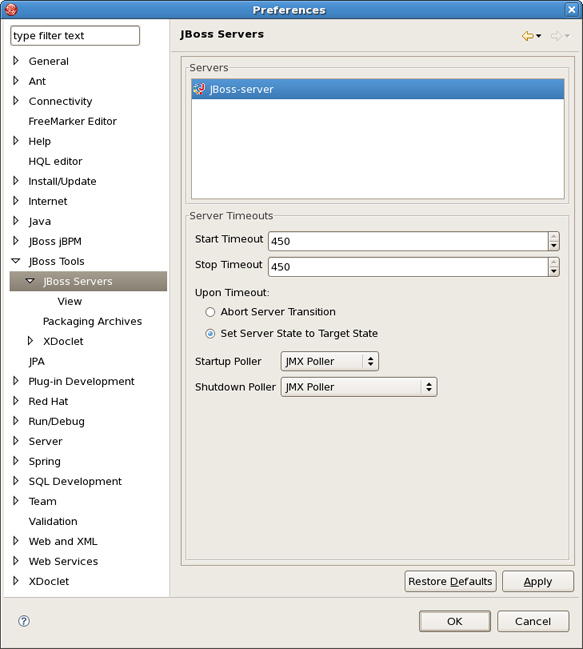 Preferences
type filter text
General
Ant
Connectivity
FreeMarker Editor
Help
HQL editor
Install/Update
Internet
Java
JBoss jBPM
JBoss Tools
JBoss Servers
View
Packaging Archives
XDoclet
JPA
Plug-in Development
Red Hat
Run/Debug
Server
Spring
SQL Development
Team
Validation
Web and XML
Web Services
XDoclet
JBoss Servers
Servers
JBoss-server
Server Timeouts
Start Timeout 450
Stop Timeout 450
Upon Timeout:
Abort Server Transition
Set Server State to Target State
Startup Poller JMX Poller
Shutdown Poller JMX Poller
Restore Defaults Apply
? OK Cancel